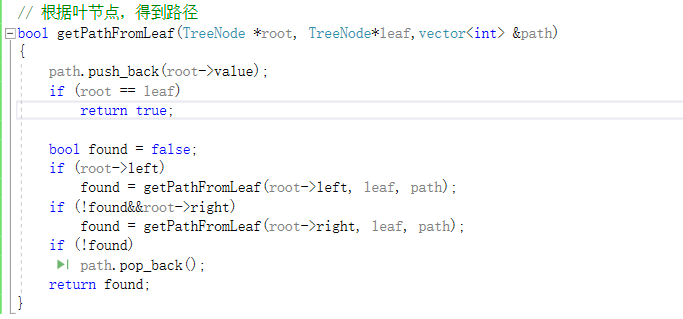 // 根据叶节点，得到路径
bool getPathFromLeaf(TreeNode *root, TreeNode*leaf,vector<int> &path)
{
    path.push_back(root->value);
    if (root == leaf)
        return true;

    bool found = false;
    if (root->left)
        found = getPathFromLeaf(root->left, leaf, path);
    if (!found&&root->right)
        found = getPathFromLeaf(root->right, leaf, path);
    if (!found)
        path.pop_back();
    return found;
}